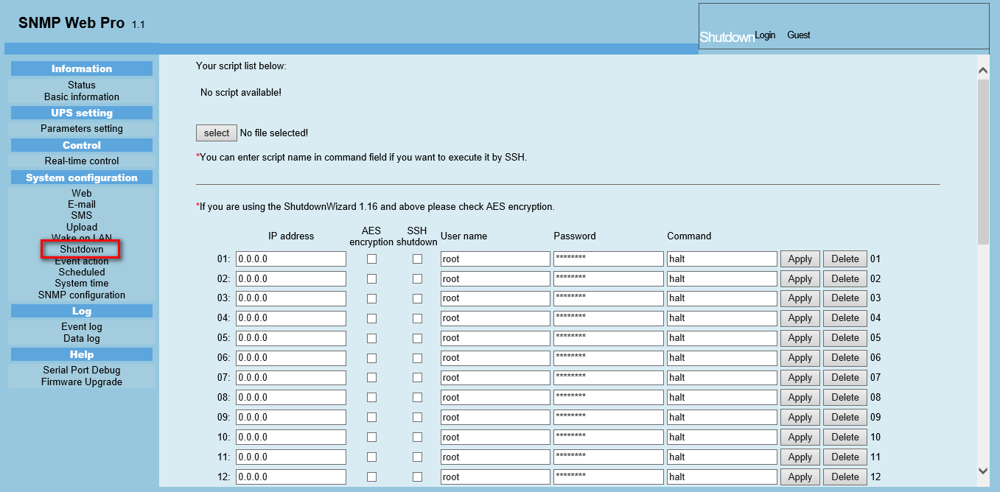 SNMP Web Pro 1.1
Shutdown Login Guest
Information
Status
Basic information
UPS setting
Parameters setting
Control
Real-time control
System configuration
Web
E-mail
SMS
Upload
Wake on LAN
Shutdown
Event action
Scheduled
System time
SNMP configuration
Log
Event log
Data log
Help
Serial Port Debug
Firmware Upgrade
Your script list below:
No script available!
select No file selected!
*You can enter script name in command field if you want to execute it by SSH.
*If you are using the ShutdownWizard 1.16 and above please check AES encryption.
IP address AES encryption SSH shutdown User name Password Command
01: 0.0.0.0 root ******** halt Apply Delete 01
02: 0.0.0.0 root ******** halt Apply Delete 02
03: 0.0.0.0 root ******** halt Apply Delete 03
04: 0.0.0.0 root ******** halt Apply Delete 04
05: 0.0.0.0 root ******** halt Apply Delete 05
06: 0.0.0.0 root ******** halt Apply Delete 06
07: 0.0.0.0 root ******** halt Apply Delete 07
08: 0.0.0.0 root ******** halt Apply Delete 08
09: 0.0.0.0 root ******** halt Apply Delete 09
10: 0.0.0.0 root ******** halt Apply Delete 10
11: 0.0.0.0 root ******** halt Apply Delete 11
12: 0.0.0.0 root ******** halt Apply Delete 12